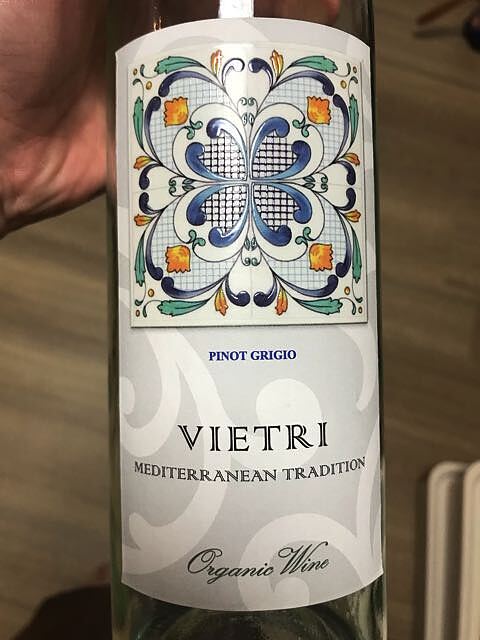 PINOT GRIGIO
VIETRI
MEDITERRANEAN TRADITION
Organic Wine